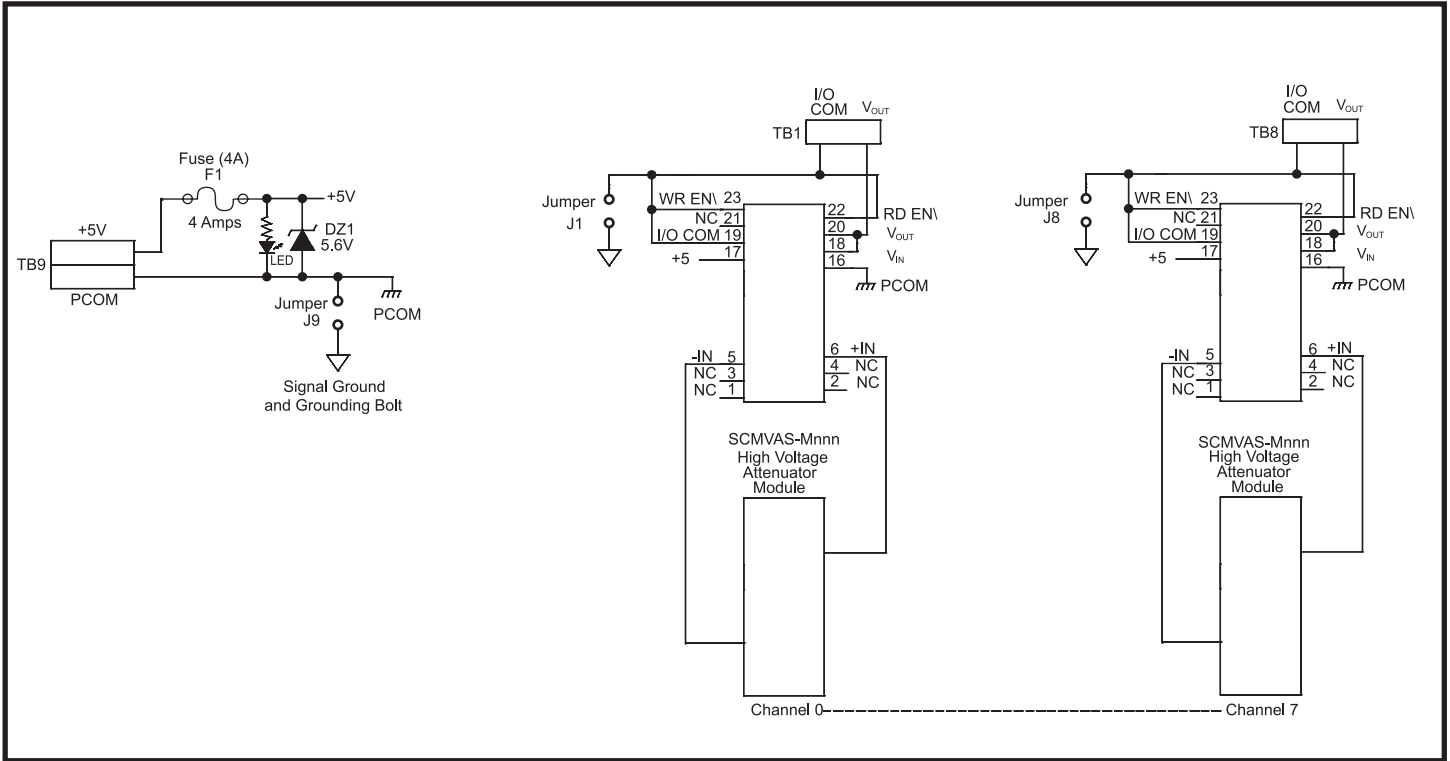 Fuse (4A)
F1
4 Amps
+5V
DZ1
5.6V
LED
+5V
TB9
PCOM
Jumper
J9
PCOM
Signal Ground
and Grounding Bolt
I/O
COM VOUT
TB1
Jumper
J1
WR EN\ 23
NC 21
I/O COM 19
+5 17
22 RD EN\
20 VOUT
18
16 VIN
PCOM
-IN 5
NC 3
NC 1
6 +IN
4 NC
2 NC
SCMVAS-Mnnn
High Voltage
Attenuator
Module
Channel 0
I/O
COM VOUT
TB8
Jumper
J8
WR EN\ 23
NC 21
I/O COM 19
+5 17
22 RD EN\
20 VOUT
18
16 VIN
PCOM
-IN 5
NC 3
NC 1
6 +IN
4 NC
2 NC
SCMVAS-Mnnn
High Voltage
Attenuator
Module
Channel 7